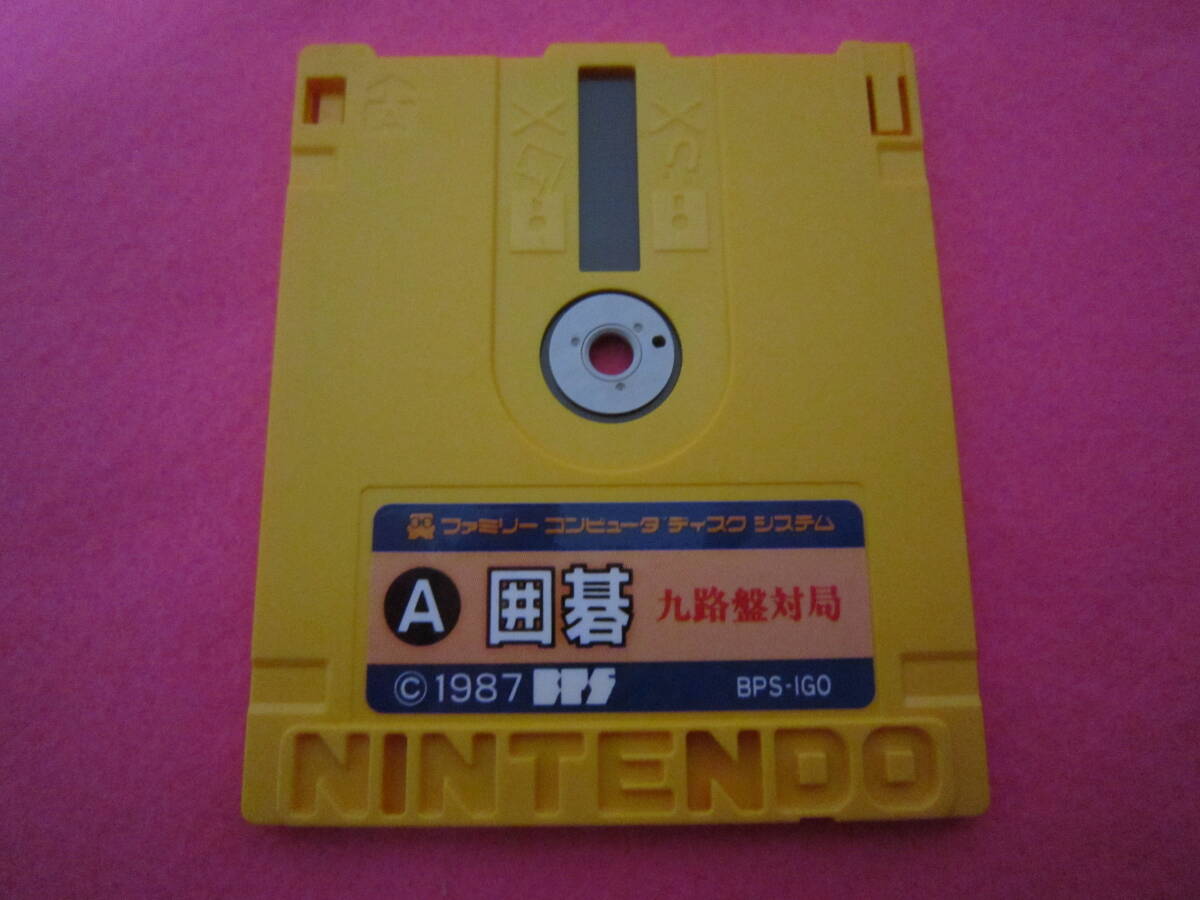 ファミリー コンピュータ ディスク システム
A 囲碁 九路盤対局
©1987 BPS BPS-IGO
NINTENDO